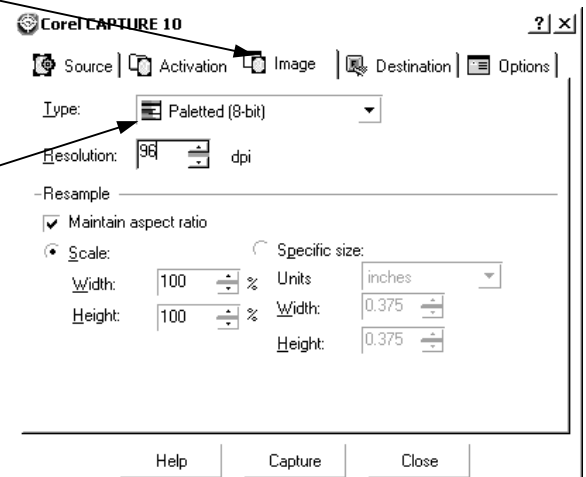 Corel CAPTURE 10 ? ×
Source Activation Image Destination Options
Type: Paletted (8-bit)
Resolution: 96 dpi
Resample
Maintain aspect ratio
Scale: Specific size:
Width: 100 % Units inches
Height: 100 % Width: 0.375
Height: 0.375
Help Capture Close